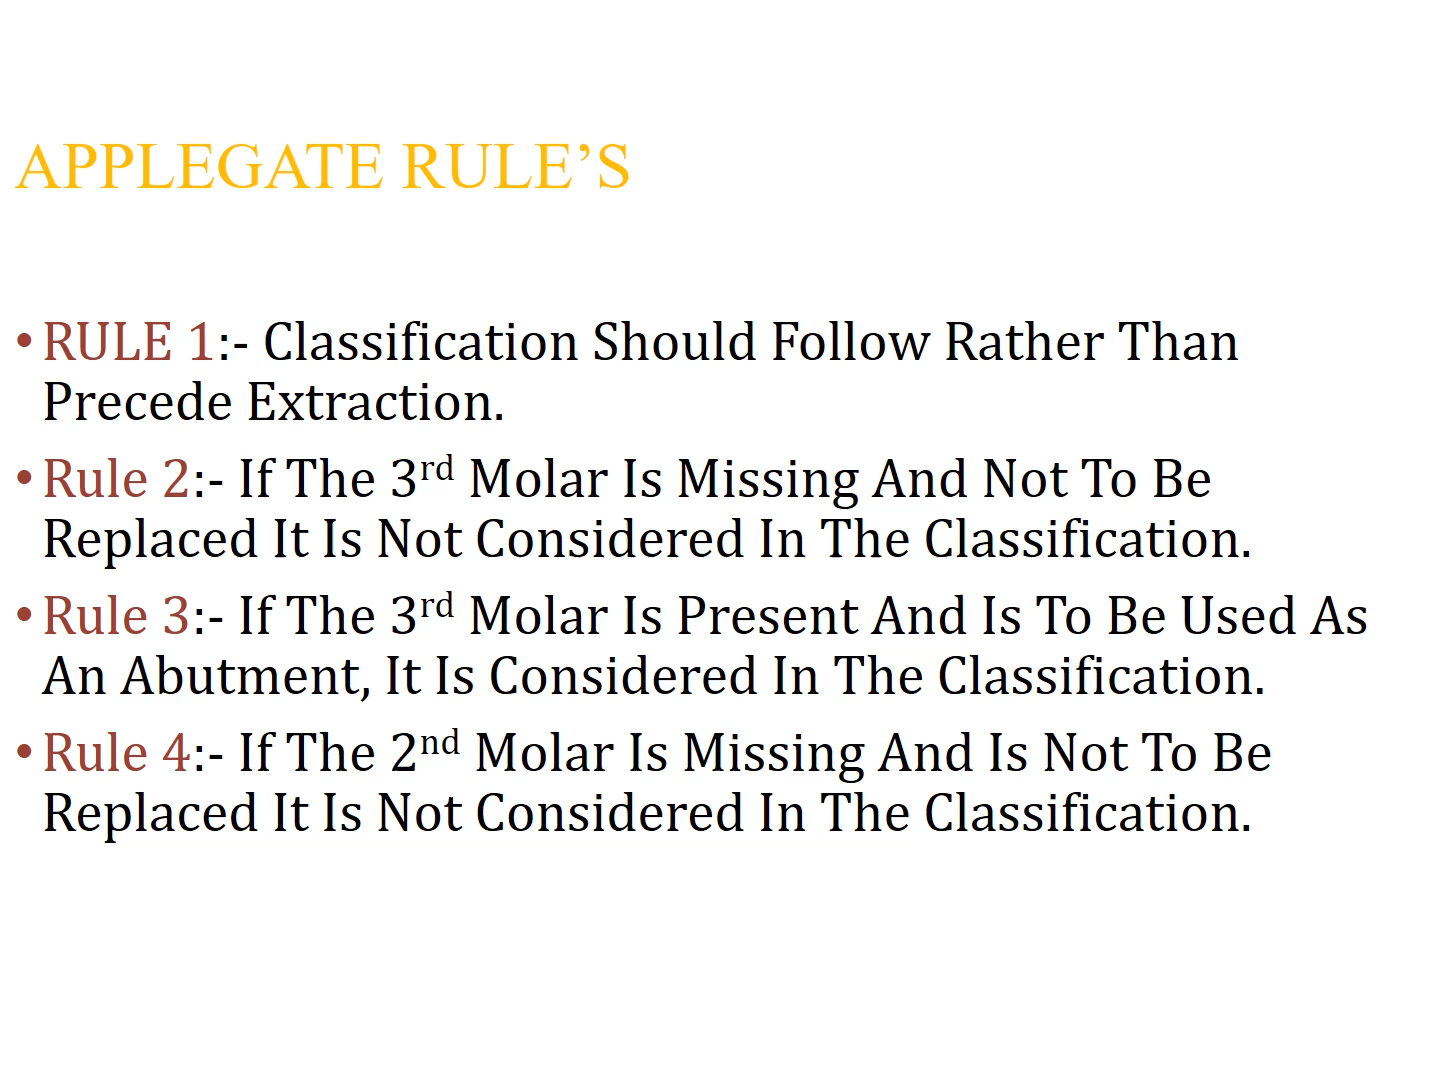 APPLEGATE RULE’S
• RULE 1:- Classification Should Follow Rather Than
Precede Extraction.
• Rule 2:- If The 3rd Molar Is Missing And Not To Be
Replaced It Is Not Considered In The Classification.
• Rule 3:- If The 3rd Molar Is Present And Is To Be Used As
An Abutment, It Is Considered In The Classification.
• Rule 4:- If The 2nd Molar Is Missing And Is Not To Be
Replaced It Is Not Considered In The Classification.